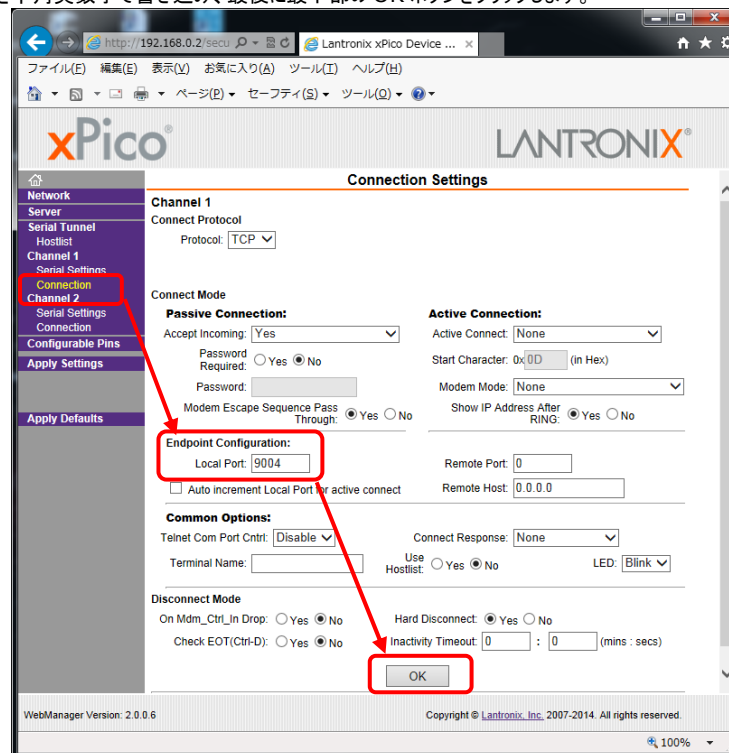 http://192.168.0.2/secu
Lantronix xPico Device ...
ファイル(F) 編集(E) 表示(V) お気に入り(A) ツール(T) ヘルプ(H)
ページ(P) セーフティ(S) ツール(O)
xPico®
LANTRONIX®
Network
Server
Serial Tunnel
Hostlist
Channel 1
Serial Settings
Connection
Channel 2
Serial Settings
Connection
Configurable Pins
Apply Settings
Apply Defaults
Connection Settings
Channel 1
Connect Protocol
Protocol: TCP
Connect Mode
Passive Connection:
Accept Incoming: Yes
Password Required: Yes No
Password:
Modem Escape Sequence Pass Through: Yes No
Active Connection:
Active Connect: None
Start Character: 0x 0D (in Hex)
Modem Mode: None
Show IP Address After RING: Yes No
Endpoint Configuration:
Local Port: 9004
Remote Port: 0
Auto increment Local Port for active connect
Remote Host: 0.0.0.0
Common Options:
Telnet Com Port Cntrl: Disable
Connect Response: None
Terminal Name:
Use Hostlist: Yes No
LED: Blink
Disconnect Mode
On Mdm_Ctrl_In Drop: Yes No
Hard Disconnect: Yes No
Check EOT(Ctrl-D): Yes No
Inactivity Timeout: 0 : 0 (mins : secs)
OK
WebManager Version: 2.0.0.6
Copyright © Lantronix, Inc. 2007-2014. All rights reserved.
100%